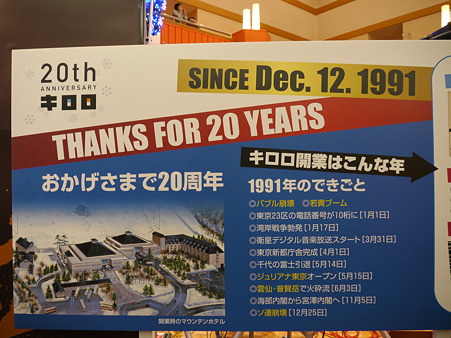 20th
ANNIVERSARY
キロロ
SINCE Dec. 12. 1991
THANKS FOR 20 YEARS
キロロ開業はこんな年
おかげさまで20周年
1991年のできごと
◎バブル崩壊 ◎若貴ブーム
◎東京23区の電話番号が10桁に[1月1日]
◎湾岸戦争勃発[1月17日]
◎衛星デジタル音楽放送スタート[3月31日]
◎東京新都庁舎完成[4月1日]
◎千代の富士引退[5月14日]
◎ジュリアナ東京オープン[5月15日]
◎雲仙・普賢岳で火砕流[6月3日]
◎海部内閣から宮澤内閣へ[11月5日]
◎ソ連崩壊[12月25日]
開業時のマウンテンホテル